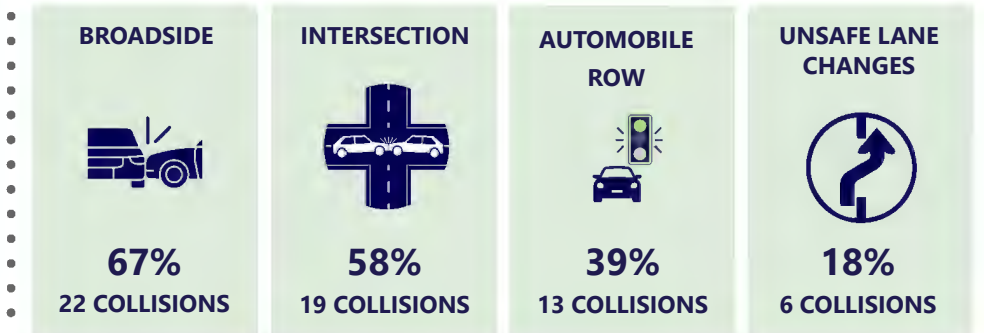 BROADSIDE
67%
22 COLLISIONS
INTERSECTION
58%
19 COLLISIONS
AUTOMOBILE
ROW
39%
13 COLLISIONS
UNSAFE LANE
CHANGES
18%
6 COLLISIONS